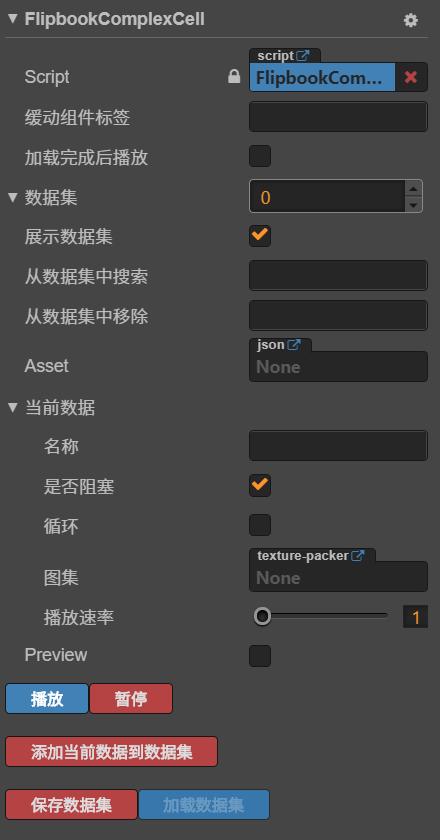 FlipbookComplexCell
script
Script FlipbookCom...
缓动组件标签
加载完成后播放
数据集 0
展示数据集
从数据集中搜索
从数据集中移除
json
Asset None
当前数据
名称
是否阻塞
循环
texture-packer
图集 None
播放速率 1
Preview
播放 暂停
添加当前数据到数据集
保存数据集 加载数据集